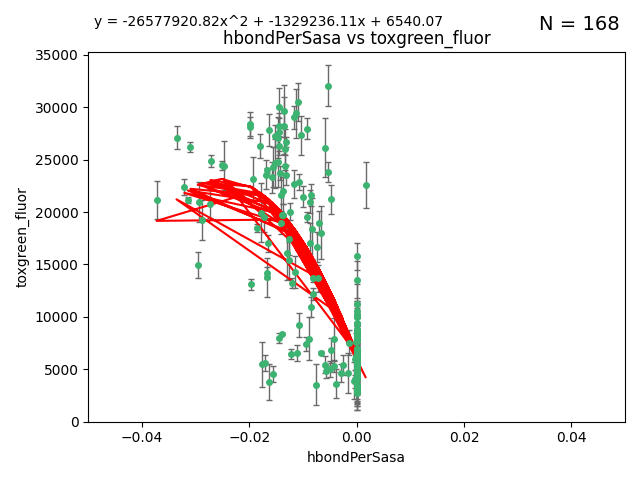 y = -26577920.82x^2 + -1329236.11x + 6540.07
N = 168
hbondPerSasa vs toxgreen_fluor
35000
30000
25000
20000
15000
10000
5000
0
toxgreen_fluor
−0.04
−0.02
0.00
0.02
0.04
hbondPerSasa